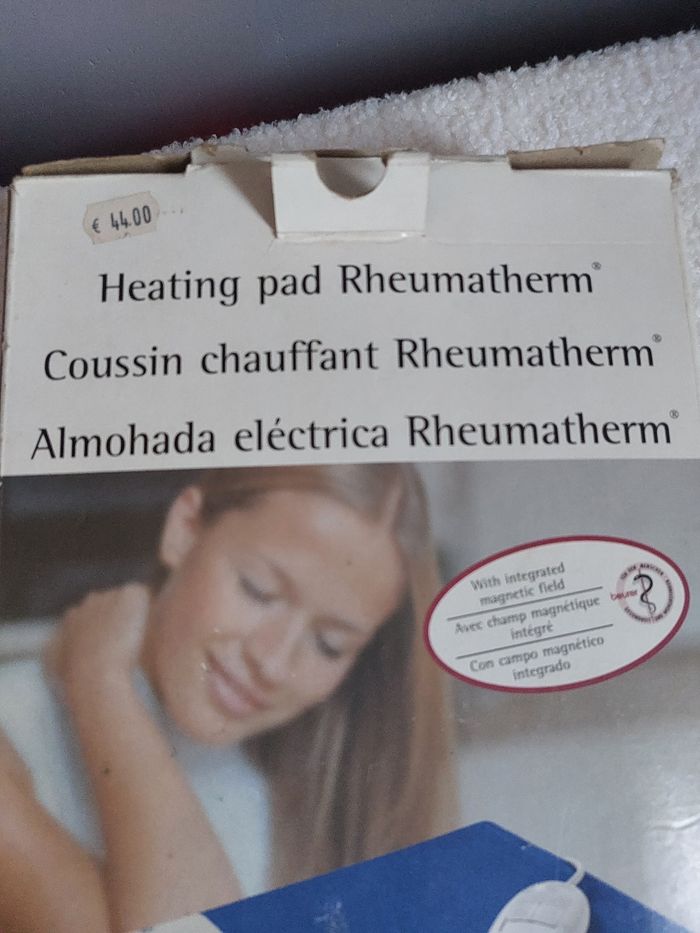 € 44.00
Heating pad Rheumatherm®
Coussin chauffant Rheumatherm®
Almohada eléctrica Rheumatherm®
With integrated
magnetic field
Avec champ magnétique
intégré
Con campo magnético
integrado
beurer